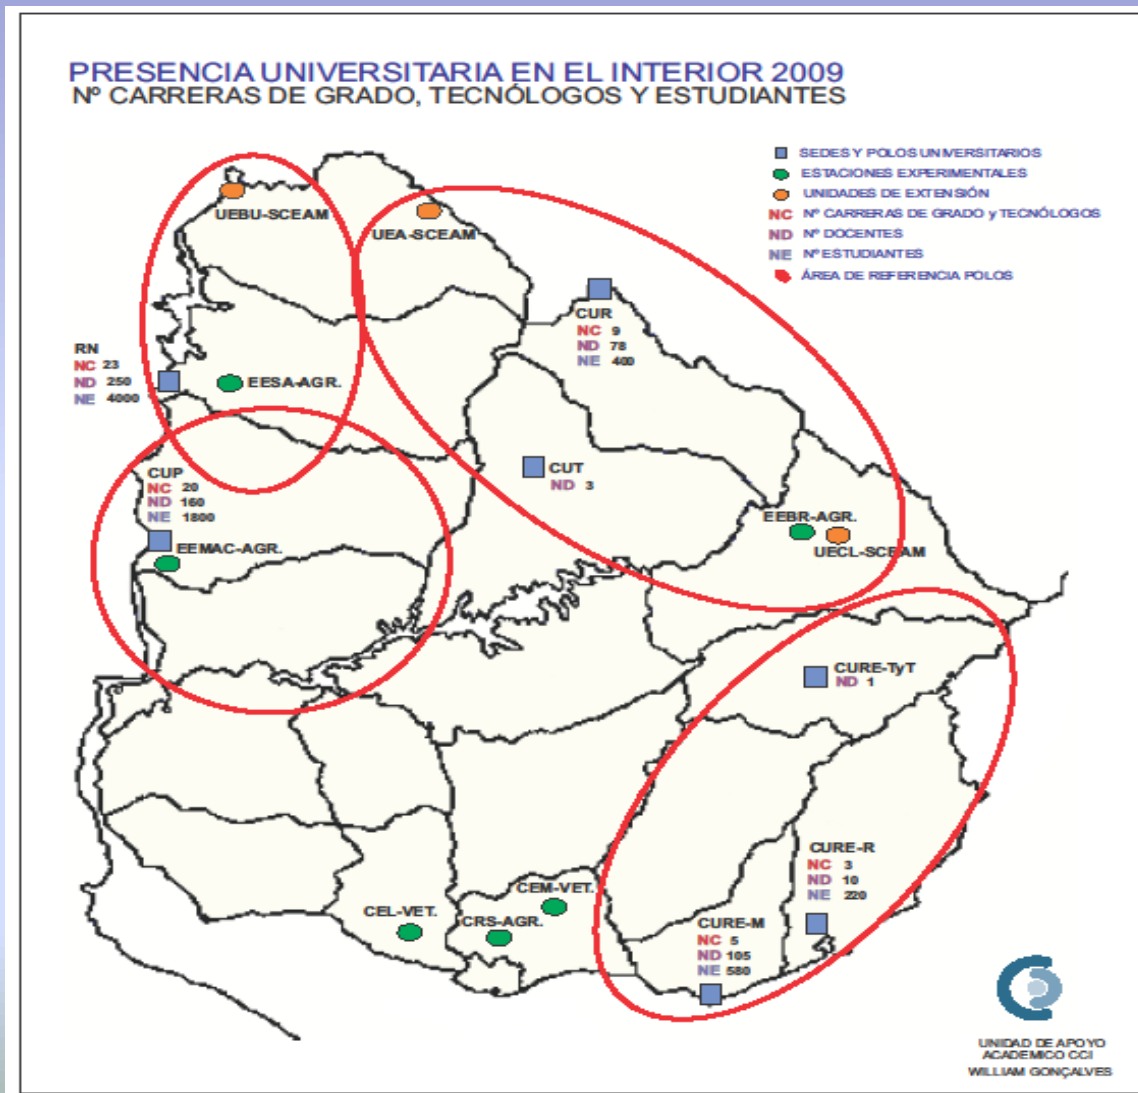 PRESENCIA UNIVERSITARIA EN EL INTERIOR 2009
Nº CARRERAS DE GRADO, TECNÓLOGOS Y ESTUDIANTES
SEDES Y POLOS UNIVERSITARIOS
ESTACIONES EXPERIMENTALES
UNIDADES DE EXTENSIÓN
NC Nº CARRERAS DE GRADO y TECNÓLOGOS
ND Nº DOCENTES
NE Nº ESTUDIANTES
ÁREA DE REFERENCIA POLOS
UEBU-SCEAM
UEA-SCEAM
CUR
NC 9
ND 78
NE 400
RN
NC 23
ND 250
NE 4000
EESA-AGR.
CUP
NC 20
ND 160
NE 1800
EEMAC-AGR.
CUT
ND 3
EEBR-AGR.
UECL-SCEAM
CURE-TyT
ND 1
CURE-R
NC 3
ND 10
NE 220
CEM-VET.
CEL-VET.
CRS-AGR.
CURE-M
NC 5
ND 105
NE 580
UNIDAD DE APOYO
ACADEMICO CCI
WILLIAM GONÇALVES